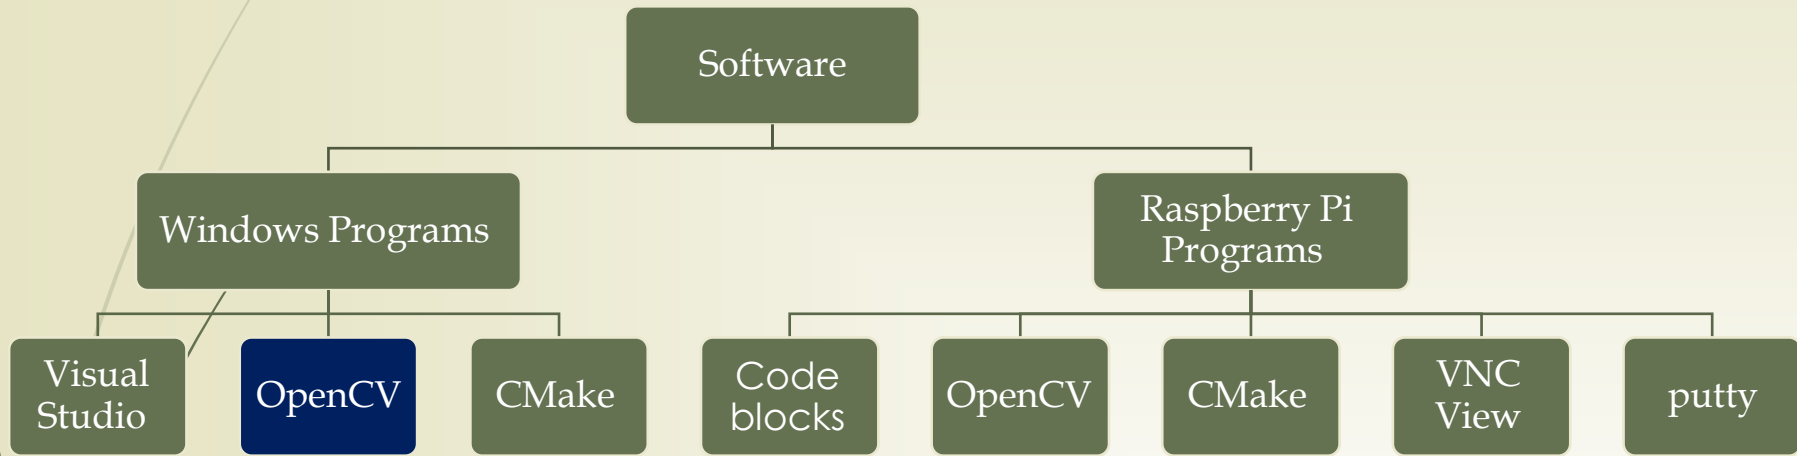 Software
Windows Programs
Raspberry Pi
Programs
Visual
Studio
OpenCV
CMake
Code
blocks
OpenCV
CMake
VNC
View
putty